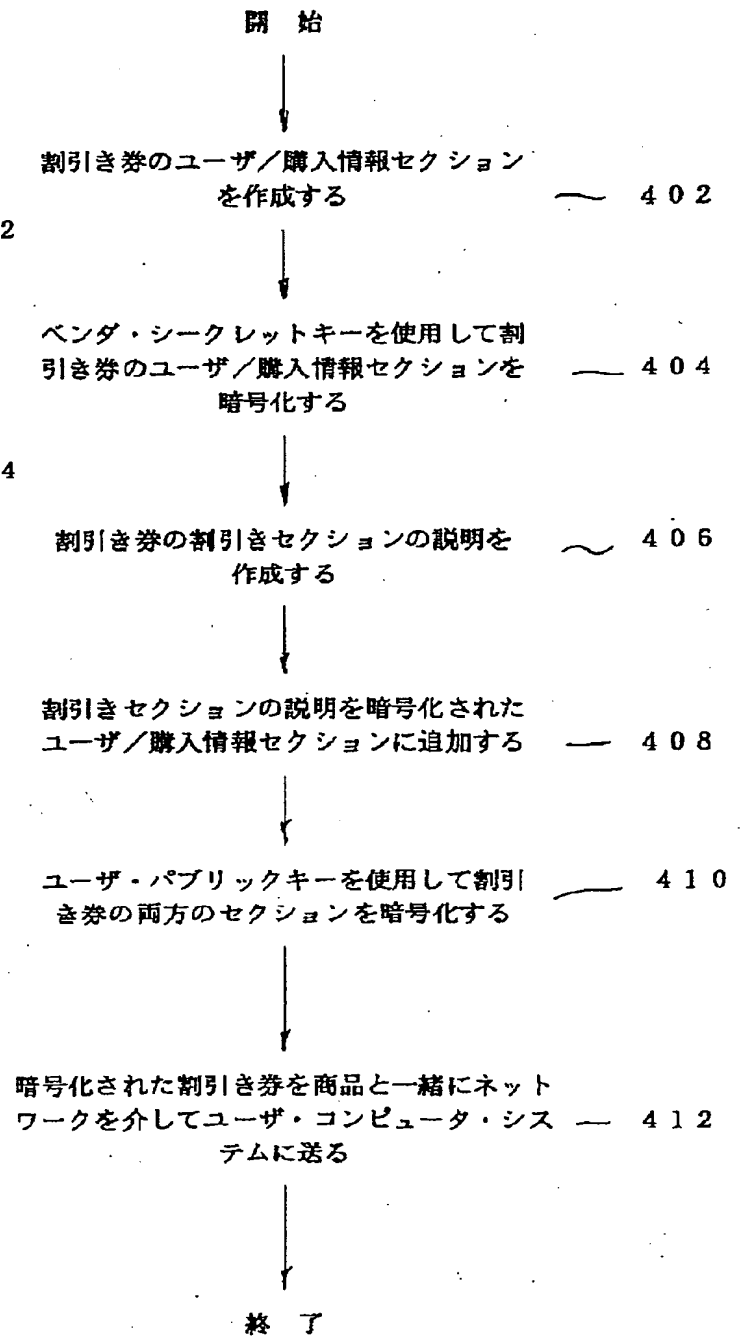 開 始
割引き券のユーザ／購入情報セクション
を作成する
402
2
ベンダ・シークレットキーを使用して割
引き券のユーザ／購入情報セクションを
暗号化する
404
4
割引き券の割引きセクションの説明を
作成する
406
割引きセクションの説明を暗号化された
ユーザ／購入情報セクションに追加する
408
ユーザ・パブリックキーを使用して割引
き券の両方のセクションを暗号化する
410
暗号化された割引き券を商品と一緒にネット
ワークを介してユーザ・コンピュータ・シス
テムに送る
412
終 了